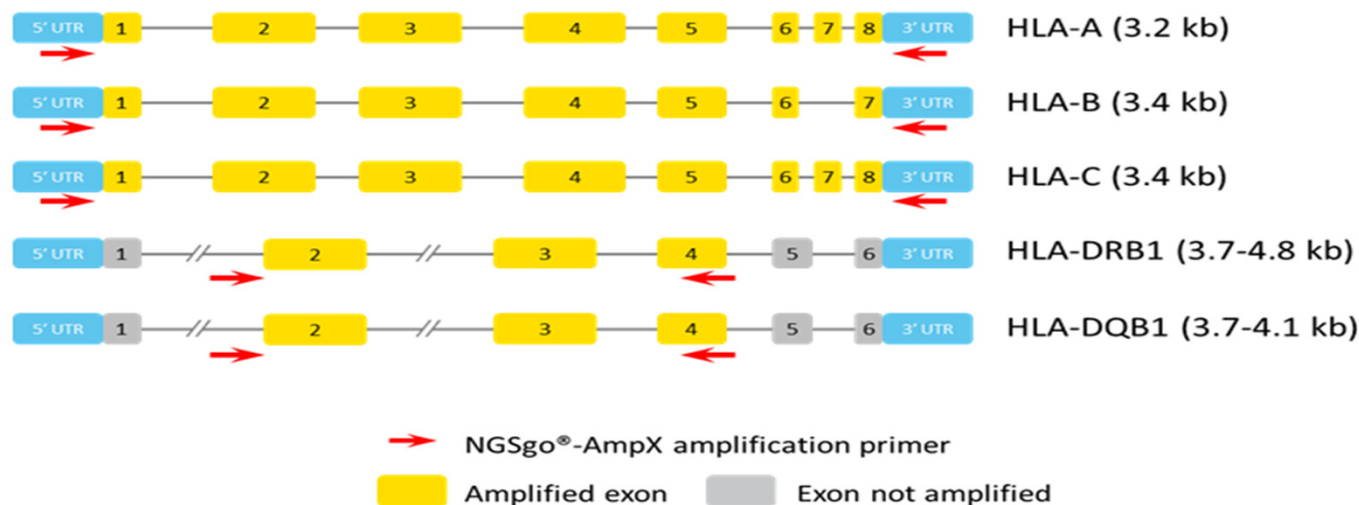 5' UTR 1 2 3 4 5 6 7 8 3' UTR HLA-A (3.2 kb)
5' UTR 1 2 3 4 5 6 7 3' UTR HLA-B (3.4 kb)
5' UTR 1 2 3 4 5 6 7 8 3' UTR HLA-C (3.4 kb)
5' UTR 1 2 3 4 5 6 3' UTR HLA-DRB1 (3.7-4.8 kb)
5' UTR 1 2 3 4 5 6 3' UTR HLA-DQB1 (3.7-4.1 kb)
NGSgo®-AmpX amplification primer
Amplified exon Exon not amplified